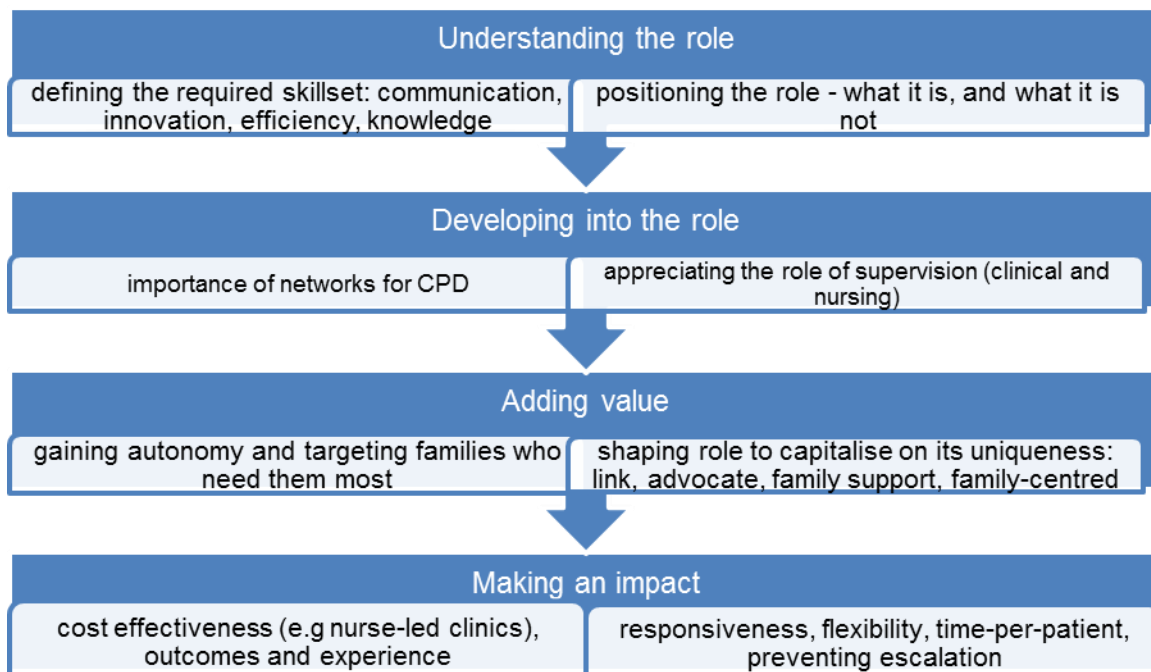 Understanding the role
defining the required skillset: communication,
innovation, efficiency, knowledge
positioning the role - what it is, and what it is
not
Developing into the role
importance of networks for CPD
appreciating the role of supervision (clinical and
nursing)
Adding value
gaining autonomy and targeting families who
need them most
shaping role to capitalise on its uniqueness:
link, advocate, family support, family-centred
Making an impact
cost effectiveness (e.g nurse-led clinics),
outcomes and experience
responsiveness, flexibility, time-per-patient,
preventing escalation